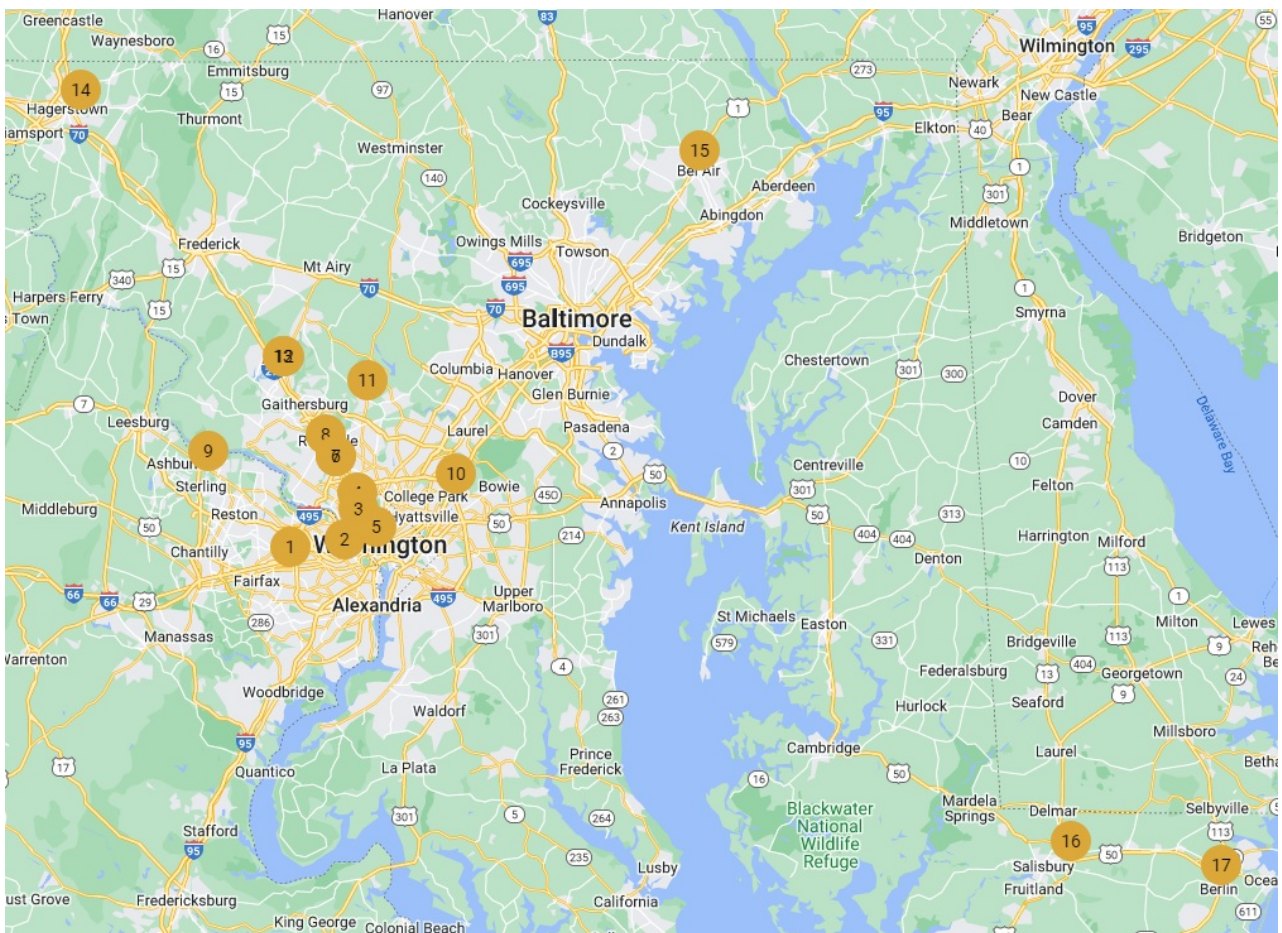 Greencastle
Hanover
83
95
55
Waynesboro
16
15
Wilmington
295
Emmitsburg
273
Newark
14
15
97
1
New Castle
Hagerstown
95
Bear
Thurmont
Elkton
40
amsport
70
Westminster
15
Bel Air
1
140
Aberdeen
301
Cockeysville
Abingdon
Middletown
Frederick
Owings Mills
Towson
Bridgeton
15
Mt Airy
695
340
70
695
1
Harpers Ferry
15
70
Smyrna
s Town
Baltimore
Dundalk
895
Chestertown
Columbia
Hanover
301
300
11
Glen Burnie
Dover
7
Gaithersburg
Camden
Leesburg
8
Laurel
Pasadena
9
2
Delaware Bay
Ashburn
10
Centreville
10
Sterling
College Park
Bowie
450
50
301
Felton
Middleburg
Reston
495
3
Hyattsville
Annapolis
Kent Island
50
313
50
5
50
214
404
404
Harrington
Milford
Chantilly
1
2
Washington
Denton
113
Fairfax
66
66
29
Alexandria
495
Upper
Marlboro
1
286
St Michaels
Easton
Milton
Lewes
Manassas
301
579
331
Bridgeville
113
9
Warrenton
4
Federalsburg
404
Georgetown
13
9
24
Woodbridge
261
Seaford
Waldorf
263
Hurlock
Millsboro
95
Prince
Frederick
Cambridge
Laurel
17
Quantico
La Plata
16
50
Mardela
Springs
Delmar
Selbyville
301
5
264
Blackwater
National
Wildlife
Refuge
113
Stafford
16
95
235
Lusby
Salisbury
50
17
ust Grove
Fredericksburg
California
Fruitland
Berlin
King George
Colonial Beach
611